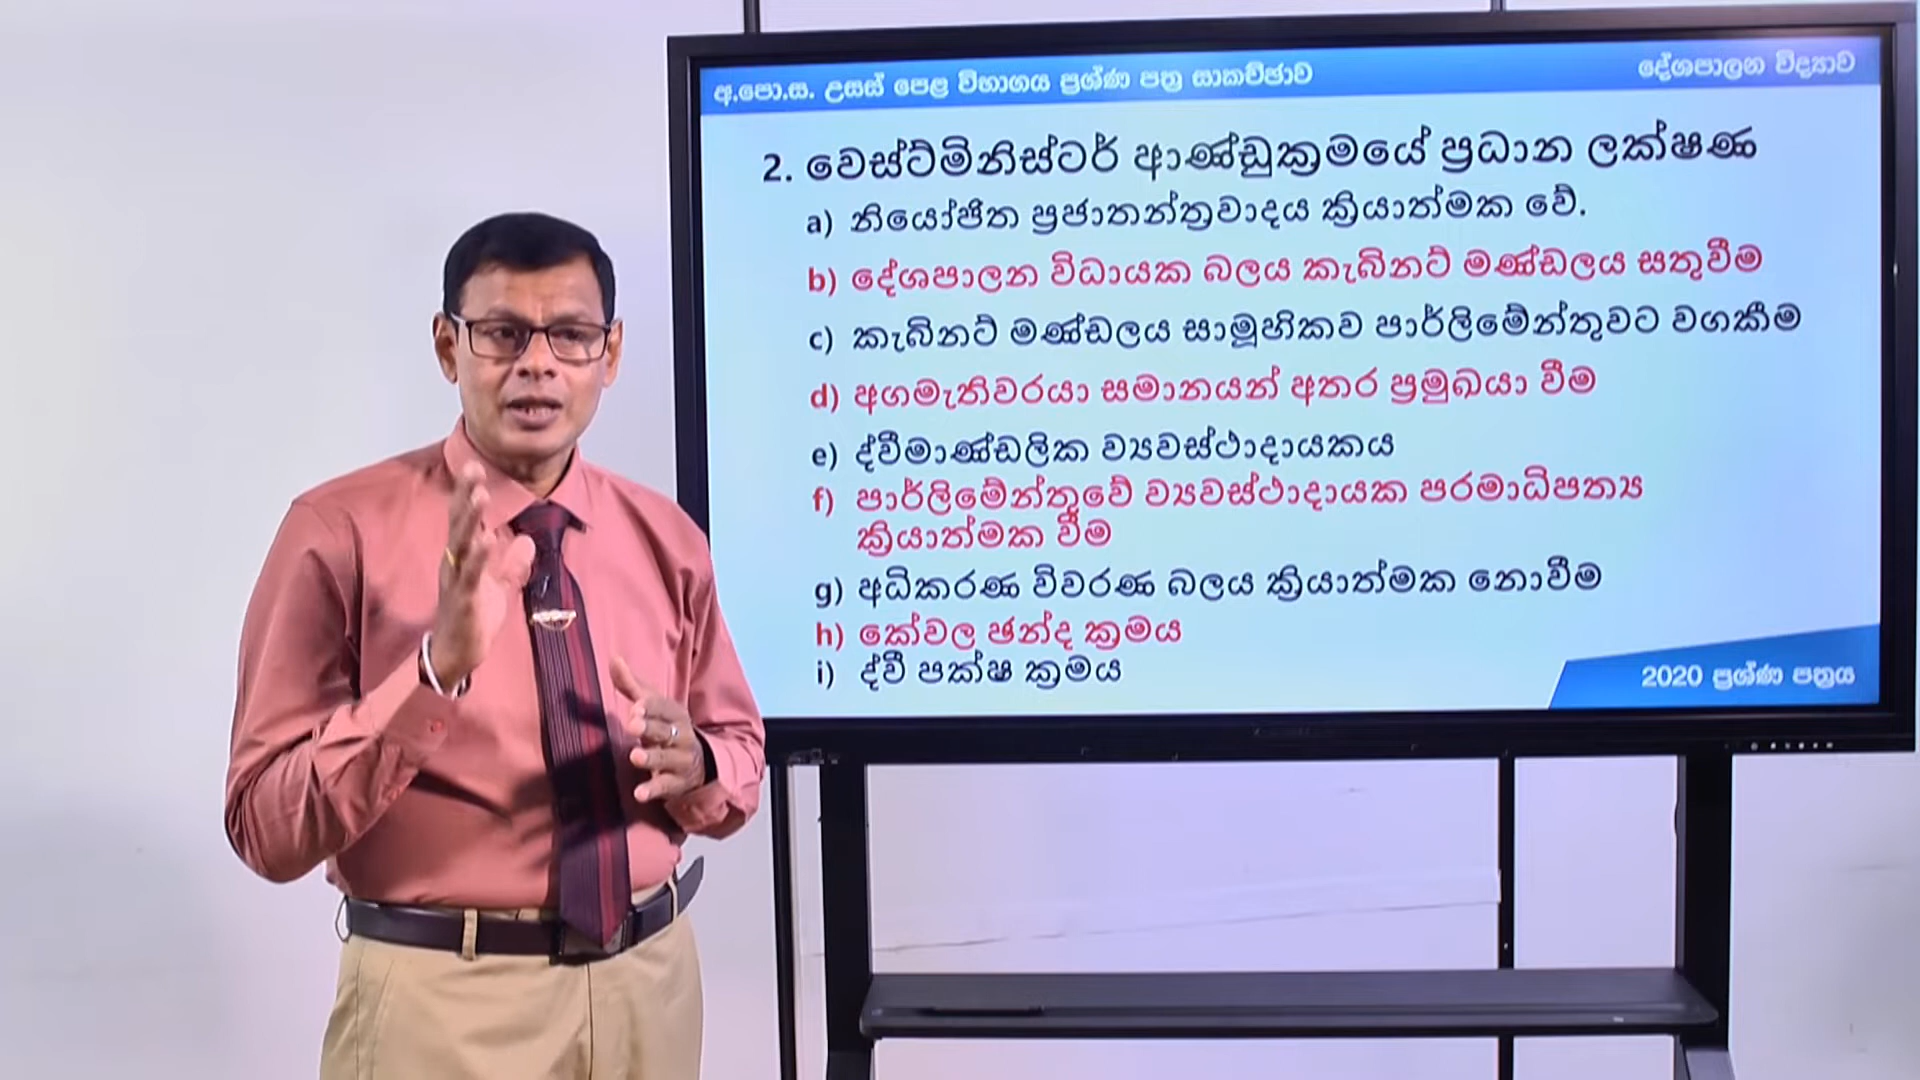 අ.පො.ස. උසස් පෙළ විභාගය ප්‍රශ්ණ පත්‍ර සාකච්ඡාව
දේශපාලන විද්‍යාව
2. වෙස්ට්මිනිස්ටර් ආණ්ඩුක්‍රමයේ ප්‍රධාන ලක්ෂණ
a) නියෝජිත ප්‍රජාතන්ත්‍රවාදය ක්‍රියාත්මක වේ.
b) දේශපාලන විධායක බලය කැබිනට් මණ්ඩලය සතුවීම
c) කැබිනට් මණ්ඩලය සාමූහිකව පාර්ලිමේන්තුවට වගකීම
d) අගමැතිවරයා සමානයන් අතර ප්‍රමුඛයා වීම
e) ද්වීමාණ්ඩලික ව්‍යවස්ථාදායකය
f) පාර්ලිමේන්තුවේ ව්‍යවස්ථාදායක පරමාධිපත්‍ය
ක්‍රියාත්මක වීම
g) අධිකරණ විවරණ බලය ක්‍රියාත්මක නොවීම
h) කේවල ඡන්ද ක්‍රමය
i) ද්වී පක්ෂ ක්‍රමය
2020 ප්‍රශ්ණ පත්‍රය